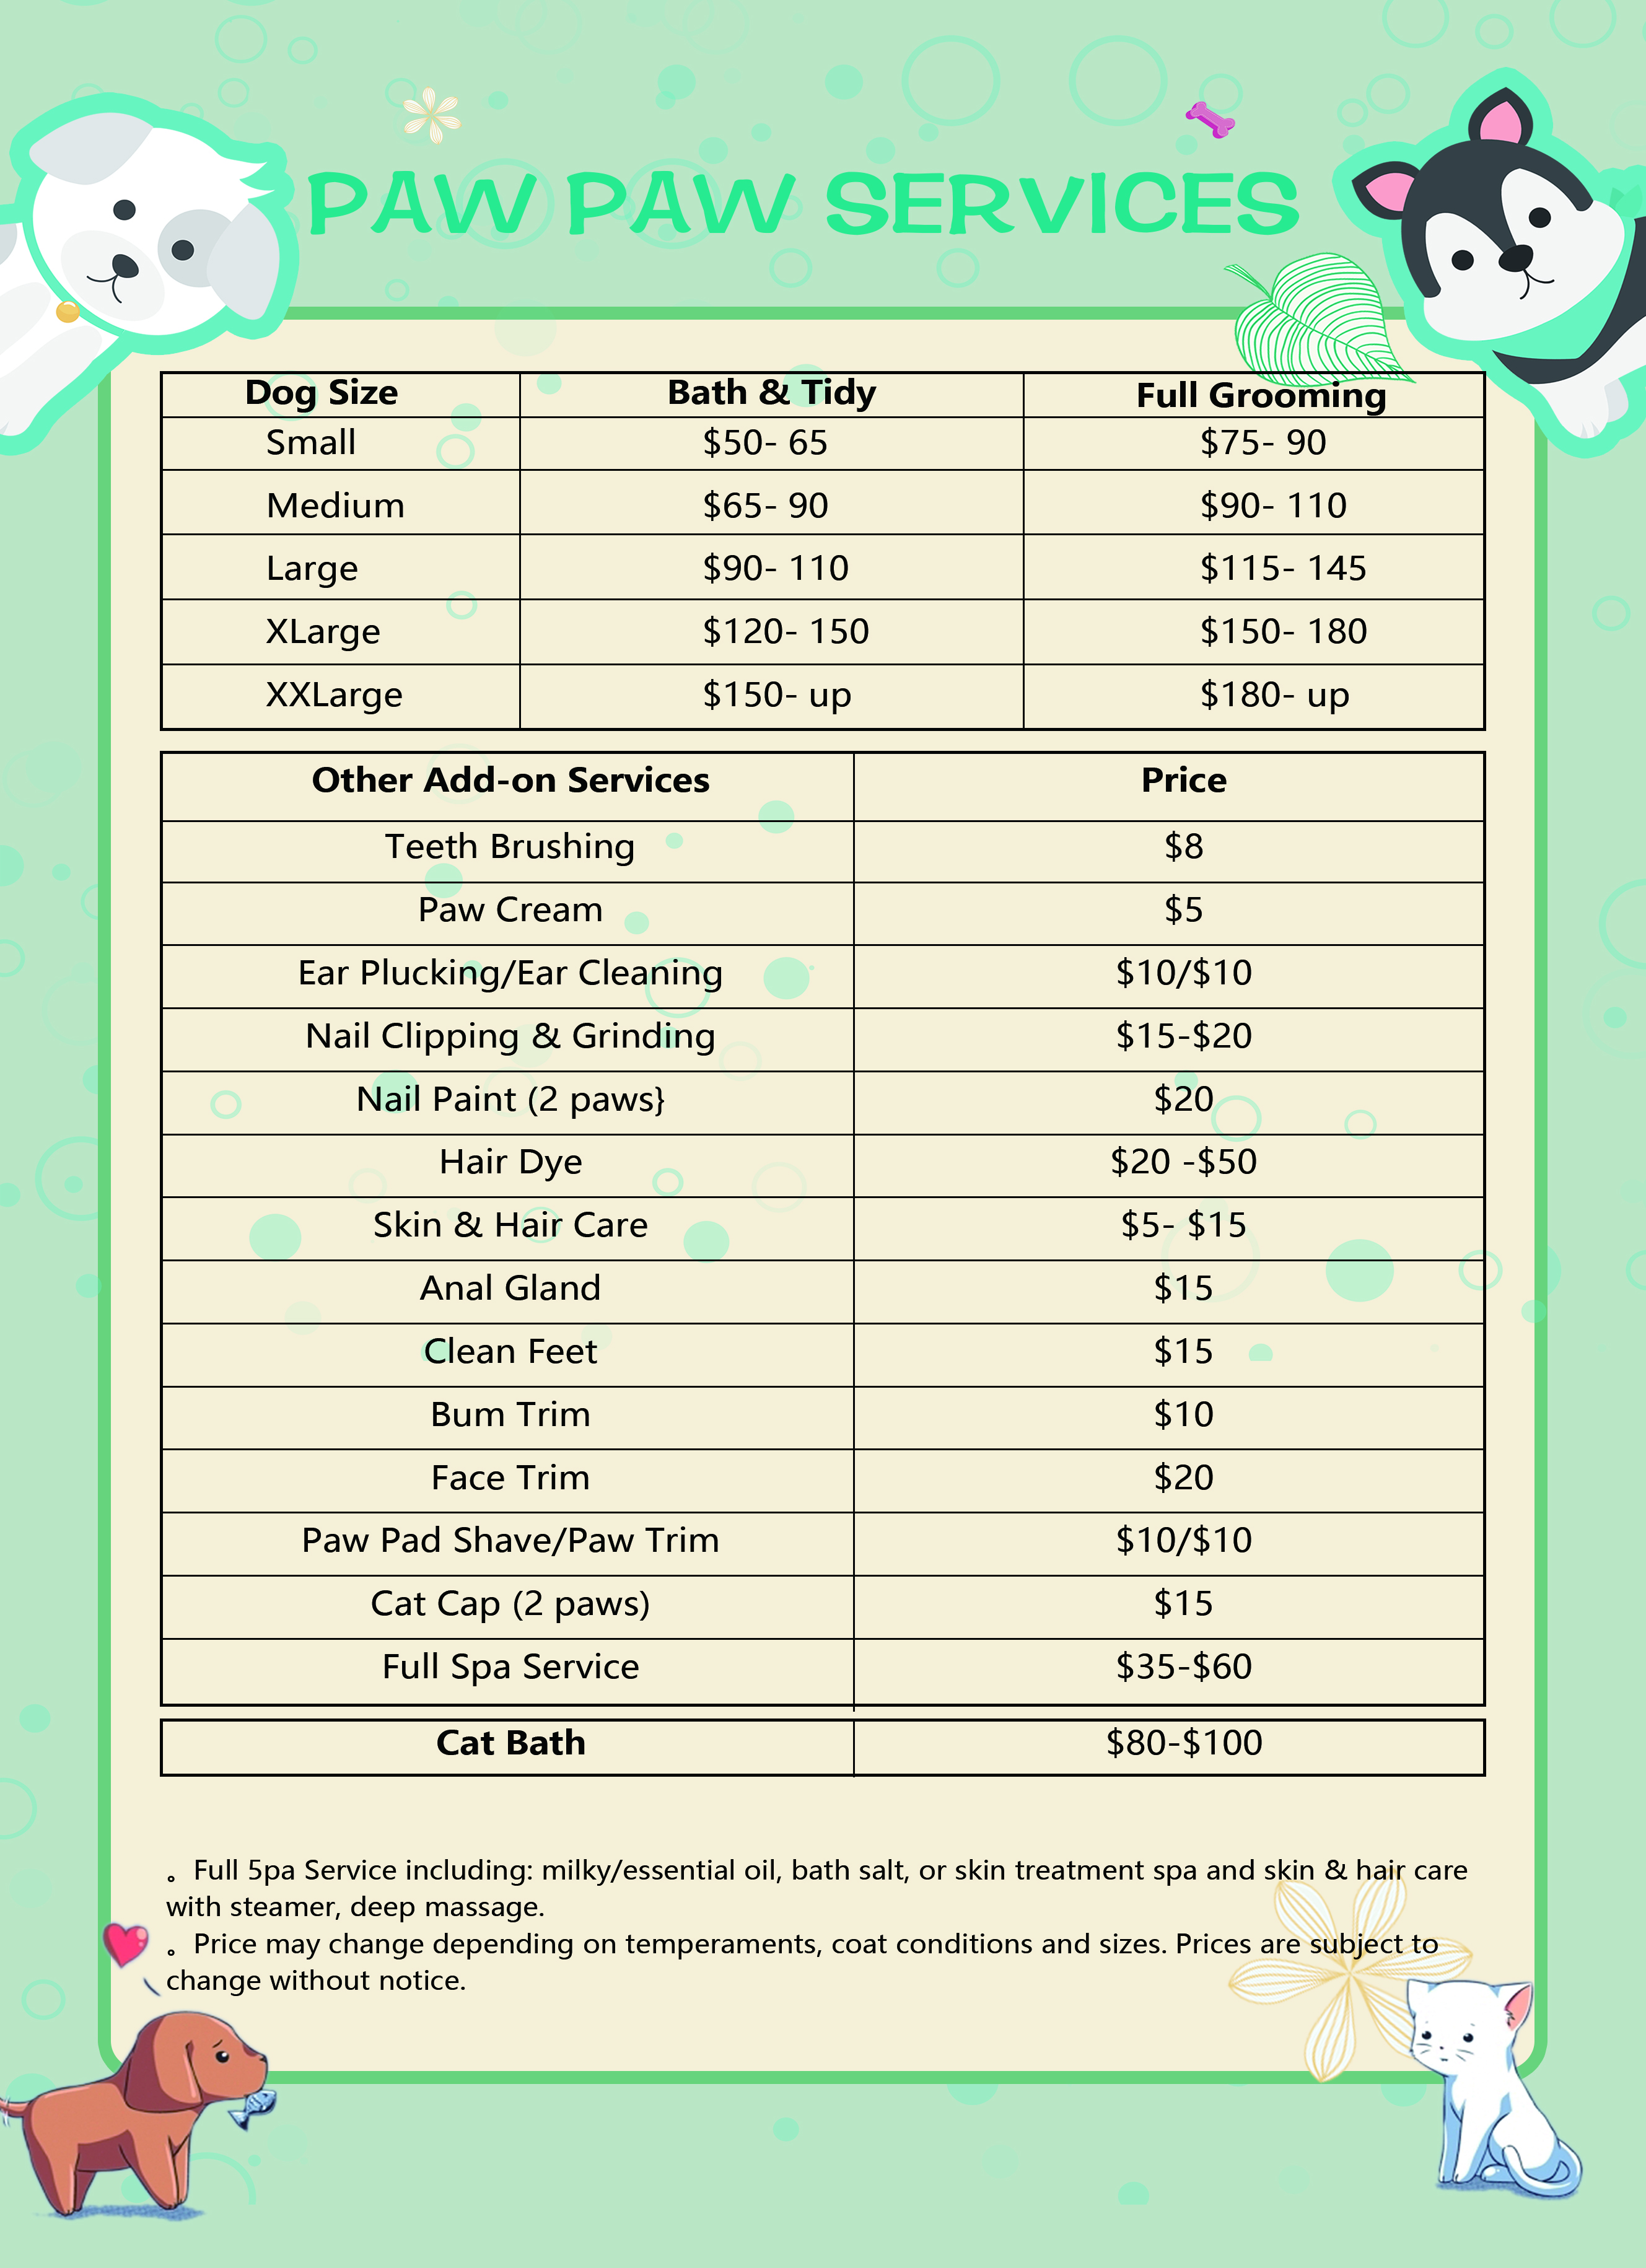 PAW PAW SERVICES
Dog Size Bath & Tidy Full Grooming
Small $50- 65 $75- 90
Medium $65- 90 $90- 110
Large $90- 110 $115- 145
XLarge $120- 150 $150- 180
XXLarge $150- up $180- up
Other Add-on Services Price
Teeth Brushing $8
Paw Cream $5
Ear Plucking/Ear Cleaning $10/$10
Nail Clipping & Grinding $15-$20
Nail Paint (2 paws} $20
Hair Dye $20 -$50
Skin & Hair Care $5- $15
Anal Gland $15
Clean Feet $15
Bum Trim $10
Face Trim $20
Paw Pad Shave/Paw Trim $10/$10
Cat Cap (2 paws) $15
Full Spa Service $35-$60
Cat Bath $80-$100
。Full 5pa Service including: milky/essential oil, bath salt, or skin treatment spa and skin & hair care
with steamer, deep massage.
。Price may change depending on temperaments, coat conditions and sizes. Prices are subject to
change without notice.